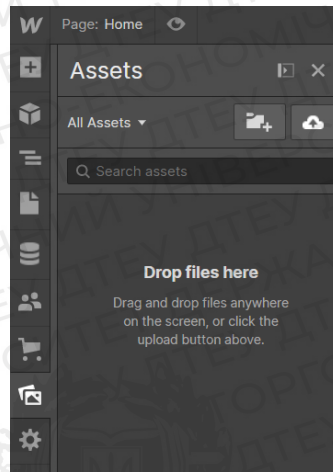 W Page: Home
Assets
All Assets
Search assets
Drop files here
Drag and drop files anywhere
on the screen, or click the
upload button above.